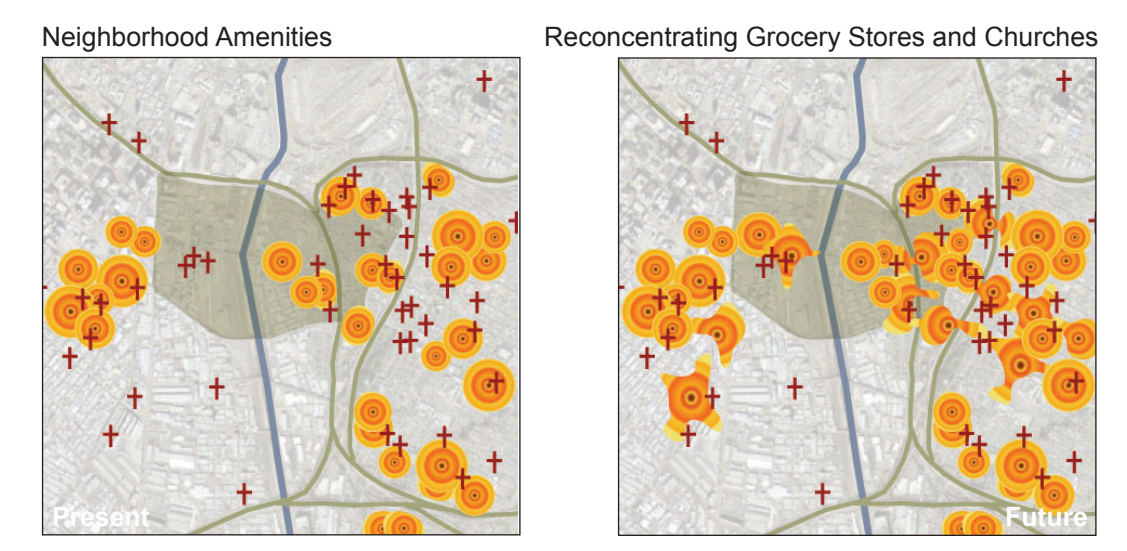 Neighborhood Amenities
Reconcentrating Grocery Stores and Churches
Present
Future